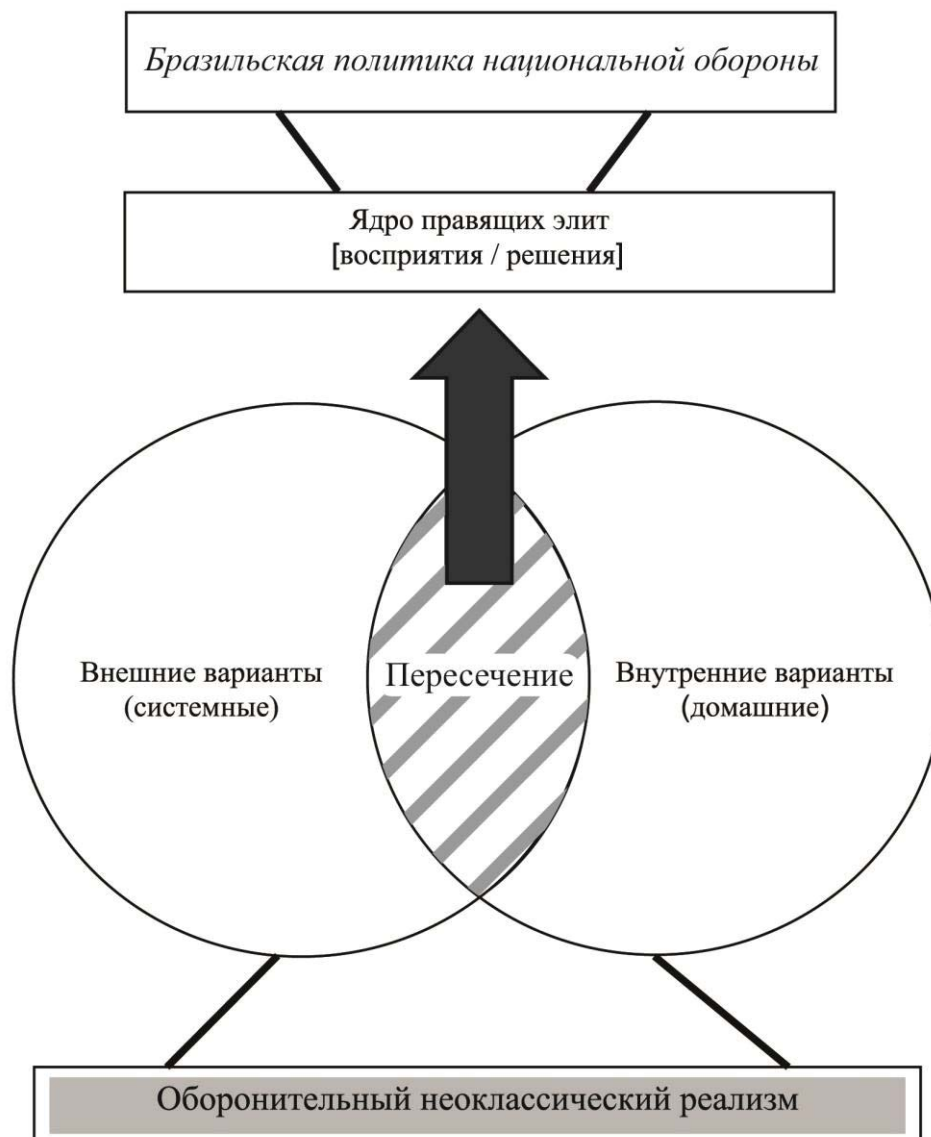 Бразильская политика национальной обороны
Ядро правящих элит
[восприятия / решения]
Внешние варианты
(системные)
Пересечение
Внутренние варианты
(домашние)
Оборонительный неоклассический реализм